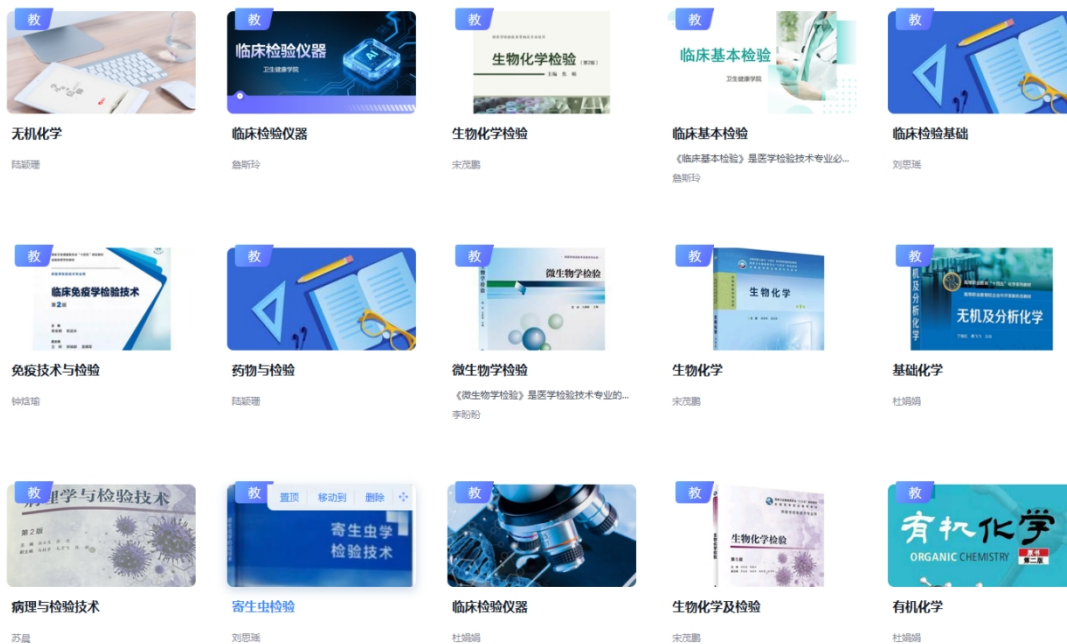 教
教
教
教
教
临床检验仪器
卫生健康学院
AI
生物化学检验
(第2版)
临床基本检验
卫生健康学院
无机化学
临床检验仪器
生物化学检验
临床基本检验
临床检验基础
陆颖珊
詹斯玲
宋茂鹏
《临床基本检验》是医学检验技术专业必...
刘思瑶
詹斯玲
教
教
教
教
教
临床免疫学检验技术
第2版
微生物学检验
生物化学
无机及分析化学
免疫技术与检验
药物与检验
微生物学检验
生物化学
基础化学
钟焓瑜
陆颖珊
《微生物学检验》是医学检验技术专业的...
宋茂鹏
杜娟娟
李盼盼
教
教
教
教
教
病理学与检验技术
第2版
置顶
移动到
删除
寄生虫学
检验技术
生物化学检验
有机化学
ORGANIC CHEMISTRY
原书
第二版
病理与检验技术
寄生虫检验
临床检验仪器
生物化学及检验
有机化学
苏晨
刘思瑶
杜娟娟
宋茂鹏
杜娟娟